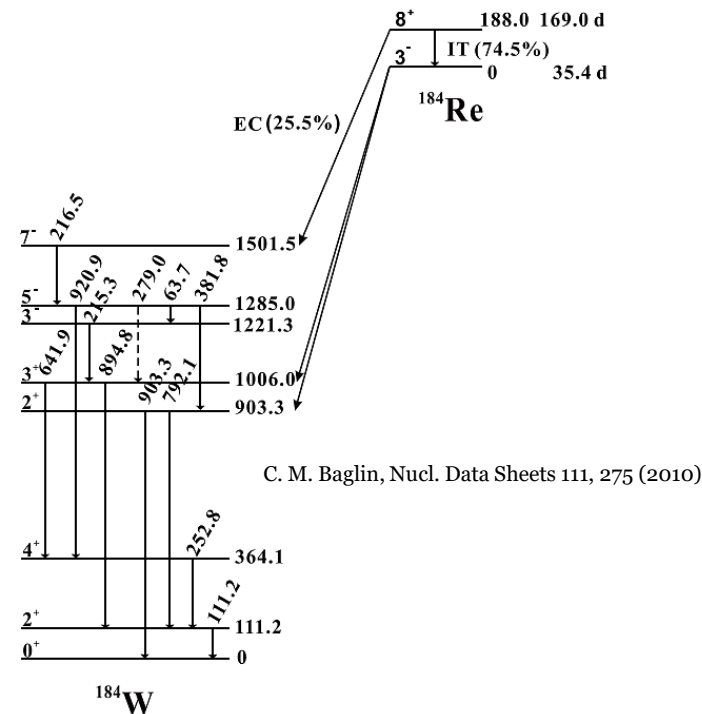 8+ 188.0 169.0 d
IT (74.5%)
3- 0 35.4 d
184Re
EC (25.5%)
216.5
7- 1501.5
920.9 279.0 63.7 381.8
5- 1285.0
215.3
3- 1221.3
641.9 894.8 903.3 792.1
3+ 1006.0
2+ 903.3
C. M. Baglin, Nucl. Data Sheets 111, 275 (2010)
252.8
4+ 364.1
111.2
2+ 111.2
0+ 0
184W